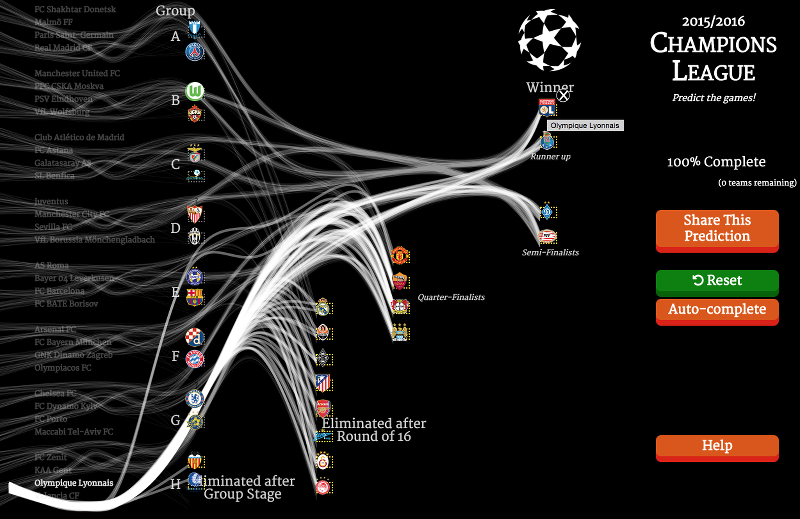 Group
FC Shakhtar Donetsk
Malmö FF
Paris Saint-Germain
Real Madrid CF
A
Manchester United FC
PFC CSKA Moskva
PSV Eindhoven
VfL Wolfsburg
B
Club Atlético de Madrid
FC Astana
Galatasaray AŞ
SL Benfica
C
Juventus
Manchester City FC
Sevilla FC
VfL Borussia Mönchengladbach
D
AS Roma
Bayer 04 Leverkusen
FC Barcelona
FC BATE Borisov
E
Arsenal FC
FC Bayern München
GNK Dinamo Zagreb
Olympiacos FC
F
Chelsea FC
FC Dynamo Kyiv
FC Porto
Maccabi Tel-Aviv FC
G
FC Zenit
KAA Gent
Olympique Lyonnais
Valencia CF
H
Eliminated after
Group Stage
Eliminated after
Round of 16
Quarter-Finalists
Winner
Olympique Lyonnais
Runner up
Semi-Finalists
2015/2016
CHAMPIONS
LEAGUE
Predict the games!
100% Complete
(0 teams remaining)
Share This
Prediction
Reset
Auto-complete
Help